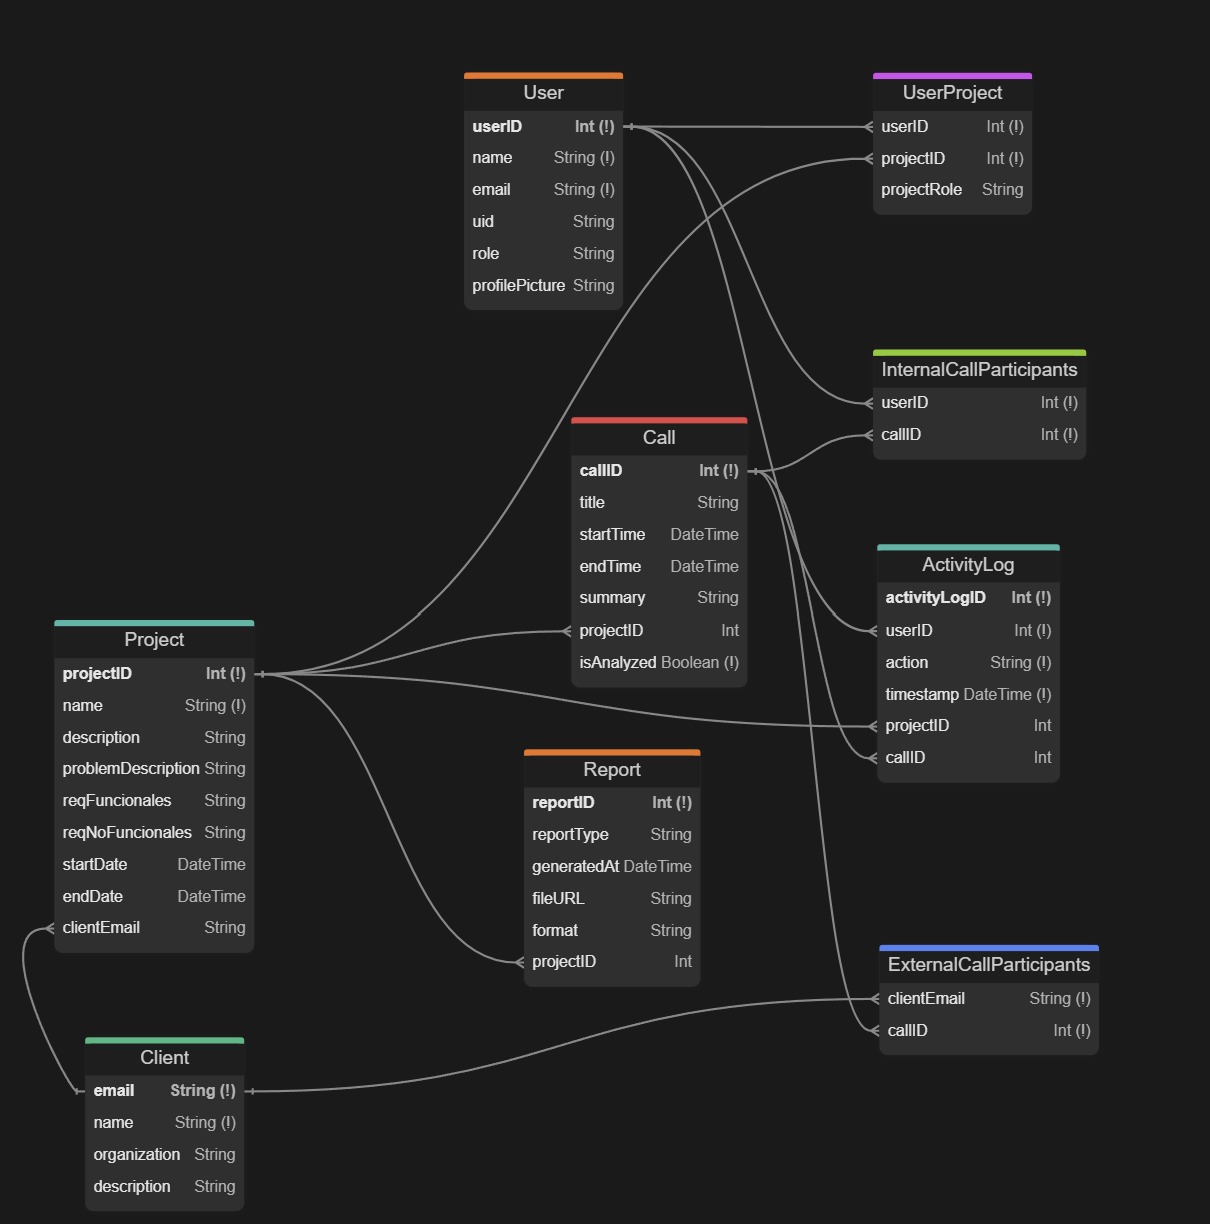 User
userID Int (!)
name String (!)
email String (!)
uid String
role String
profilePicture String
UserProject
userID Int (!)
projectID Int (!)
projectRole String
InternalCallParticipants
userID Int (!)
callID Int (!)
Call
callID Int (!)
title String
startTime DateTime
endTime DateTime
summary String
projectID Int
isAnalyzed Boolean (!)
ActivityLog
activityLogID Int (!)
userID Int (!)
action String (!)
timestamp DateTime (!)
projectID Int
callID Int
Project
projectID Int (!)
name String (!)
description String
problemDescription String
reqFuncionales String
reqNoFuncionales String
startDate DateTime
endDate DateTime
clientEmail String
Report
reportID Int (!)
reportType String
generatedAt DateTime
fileURL String
format String
projectID Int
ExternalCallParticipants
clientEmail String (!)
callID Int (!)
Client
email String (!)
name String (!)
organization String
description String